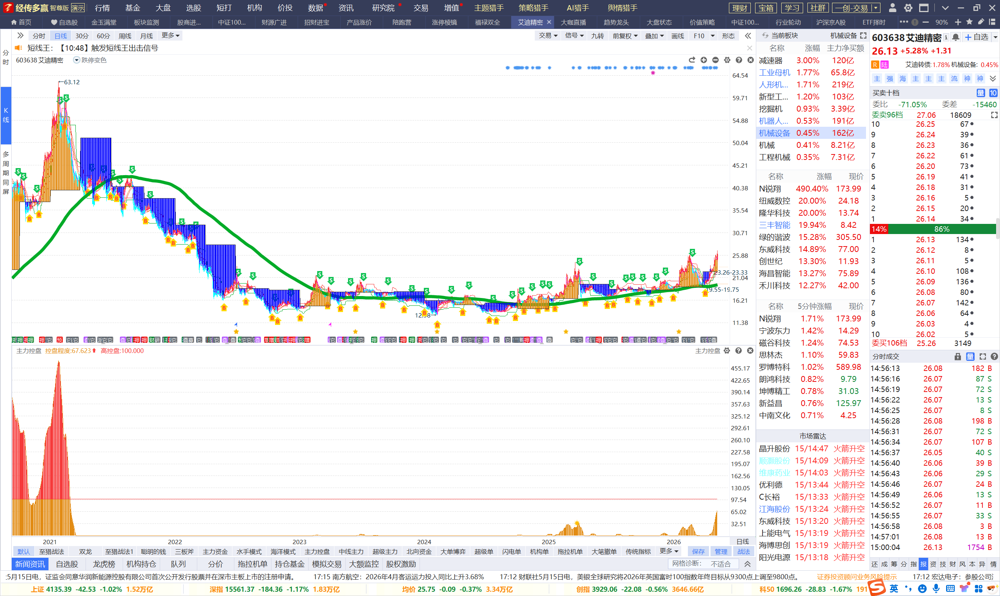 经传多赢 智尊版 演示 行情 基金 大盘 选股 短打 机构 价投 数据 资讯 研究院 交易 增值 主题猎手 策略猎手 AI猎手 舆情猎手 理财 宝箱 学习 社群 一创-交易
首页 自选股 金玉满堂 板块监测 股商进... 中证100... 财源广进 招财进宝 产品涨价 陪跑营 涨停棱镜 福禄双全 艾迪精密 大咖直播 趋势龙头 大盘状态 价值策略 中证100... 行业轮动 沪深京A股 ETF择时 90%
分时 日线 30分 60分 周线 月线 更多 交易 信号 九转 前复权 叠加 画线 F10 形态
短线王：【10:48】触发短线王出击信号
603638 艾迪精密 跌停变色
分时
K线
多周期同屏
63.12
12.58
23.26-23.33
19.55-19.75
64.54
59.71
54.88
50.04
45.21
40.38
35.54
30.71
25.88
21.04
16.21
11.38
主力控盘 控盘程度:67.623 高控盘:100.000 主力控盘
455.17
422.65
390.14
357.63
325.12
292.61
260.10
227.58
195.07
162.56
130.05
97.54
65.02
32.51
2021 2022 2023 2024 2025 2026 日线
默认 至猎战法 双龙 至猎战法1 聪明的钱 三板斧 主力资金 水手模式 海洋模式 主力控盘 中线主力 超级主力 北向资金 大单博弈 超级单 闪电单 机构单 拖拉机单 大笔撤单 传统指标 更多 保存 管理 战法
新闻资讯 自选股 龙虎榜 机构持仓 队列 分价 拖拉机单 持仓基金 模拟交易 大额监控 股权激励 网格诊断： 不适合
当前板块 机械设备
名称 涨幅 主力净买额
减速器 3.00% 120亿
工业母机 1.77% 65.8亿
人形机... 1.71% 219亿
新型工... 1.20% 103亿
挖掘机 0.93% 3.39亿
机器人... 0.53% 191亿
机械设备 0.45% 162亿
机械 0.41% 8.21亿
工程机械 0.35% 7.31亿
名称 涨幅 现价
N锐翔 490.40% 173.99
纽威数控 20.00% 24.18
隆华科技 20.00% 13.74
三丰智能 19.94% 8.42
绿的谐波 15.28% 305.50
东威科技 14.89% 77.00
创世纪 13.30% 11.93
海昌智能 13.27% 75.89
禾川科技 12.27% 42.00
名称 5分钟涨幅 现价
N锐翔 1.71% 173.99
宁波东力 1.42% 14.29
磁谷科技 1.24% 74.53
思林杰 1.10% 59.83
罗博特科 1.02% 589.98
朗鸿科技 0.82% 9.79
坤博精工 0.78% 31.03
新益昌 0.76% 125.97
中南文化 0.71% 4.25
市场雷达
晶升股份 15/14:47 火箭升空
顺灏股份 15/14:09 火箭升空
维康药业 15/14:03 火箭升空
优利德 15/13:44 火箭升空
C长裕 15/13:33 火箭升空
江海股份 15/13:24 火箭升空
东威科技 15/13:20 火箭升空
上能电气 15/13:19 火箭升空
海博思创 15/13:19 火箭升空
阳光电源 15/13:18 火箭升空
603638 艾迪精密 自选
26.13 +5.28% +1.31
R 陆 艾迪转债:1.78% 机械设备: 0.45%
主 强 海 主 主 主 流 神 神
买卖十档 量 10
委比 -71.05% 委差 -15460
委卖96档 27.06 18609
10 26.25 67
9 26.24 39
8 26.23 36
7 26.22 61
6 26.20 73
5 26.19 41
4 26.18 31
3 26.16 5
2 26.15 20
1 26.14 34
14% 86%
1 26.13 134
2 26.12 8
3 26.11 5
4 26.10 108
5 26.09 136
6 26.08 80
7 26.07 142
8 26.06 64
9 26.03 4
10 26.02 5
委买106档 25.26 3149
分时成交 量
14:56:13 26.08 182 B
14:56:16 26.07 87 S
14:56:19 26.07 72 S
14:56:22 26.07 13 S
14:56:25 26.07 8 S
14:56:28 26.08 198 B
14:56:31 26.07 72 S
14:56:34 26.07 107 B
14:56:37 26.05 40 S
14:56:40 26.06 39 B
14:56:43 26.06 29 S
14:56:46 26.07 24 B
14:56:49 26.06 13 S
14:56:52 26.07 11 B
14:56:55 26.07 33 S
14:56:58 26.08 3 B
14:57:01 26.08 13 B
15:00:04 26.13 1754 B
还 成 筹 分 指 报 资 技 财 风 本 异 情
:5月15日电，证监会同意华润新能源控股有限公司首次公开发行股票并在深市主板上市的注册申请。 17:15 南方航空：2026年4月客运运力投入同比上升3.68% 17:12 财联社5月15日电，美银全球研究将2026年英国富时100指数年终目标从9300点上调至9800点。 证券投资顾问业务风险提示 17:12 宏达电子：参股公司
上证 4135.39 -42.53 -1.02% 1.52万亿 深指 15561.37 -184.36 -1.17% 1.83万亿 均价 25.75 -0.09 -0.37% 3.34万亿 创指 3929.06 -22.08 -0.56% 3646.66亿 科50 1696.26 -28.83 -1.67% 191 英